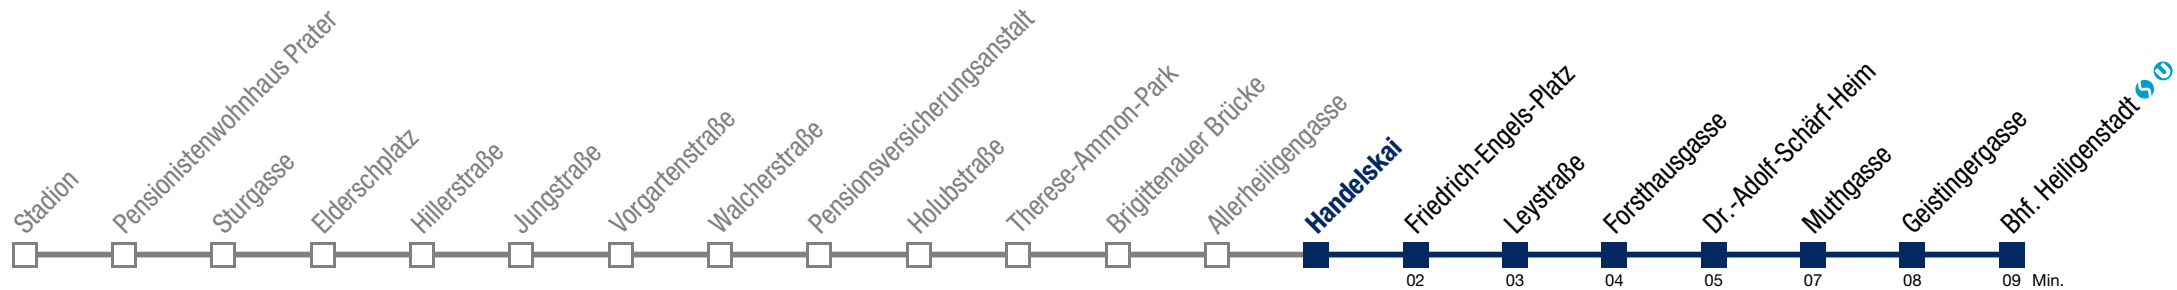 Stadion
Pensionistenwohnhaus Prater
Sturgasse
Elderschplatz
Hillerstraße
Jungstraße
Vorgartenstraße
Walcherstraße
Pensionsversicherungsanstalt
Holubstraße
Therese-Ammon-Park
Brigittenauer Brücke
Allerheiligengasse
Handelskai
Friedrich-Engels-Platz
Leystraße
Forsthausgasse
Dr.-Adolf-Schärf-Heim
Muthgasse
Geistingergasse
Bhf. Heiligenstadt S U
02 03 04 05 07 08 09 Min.